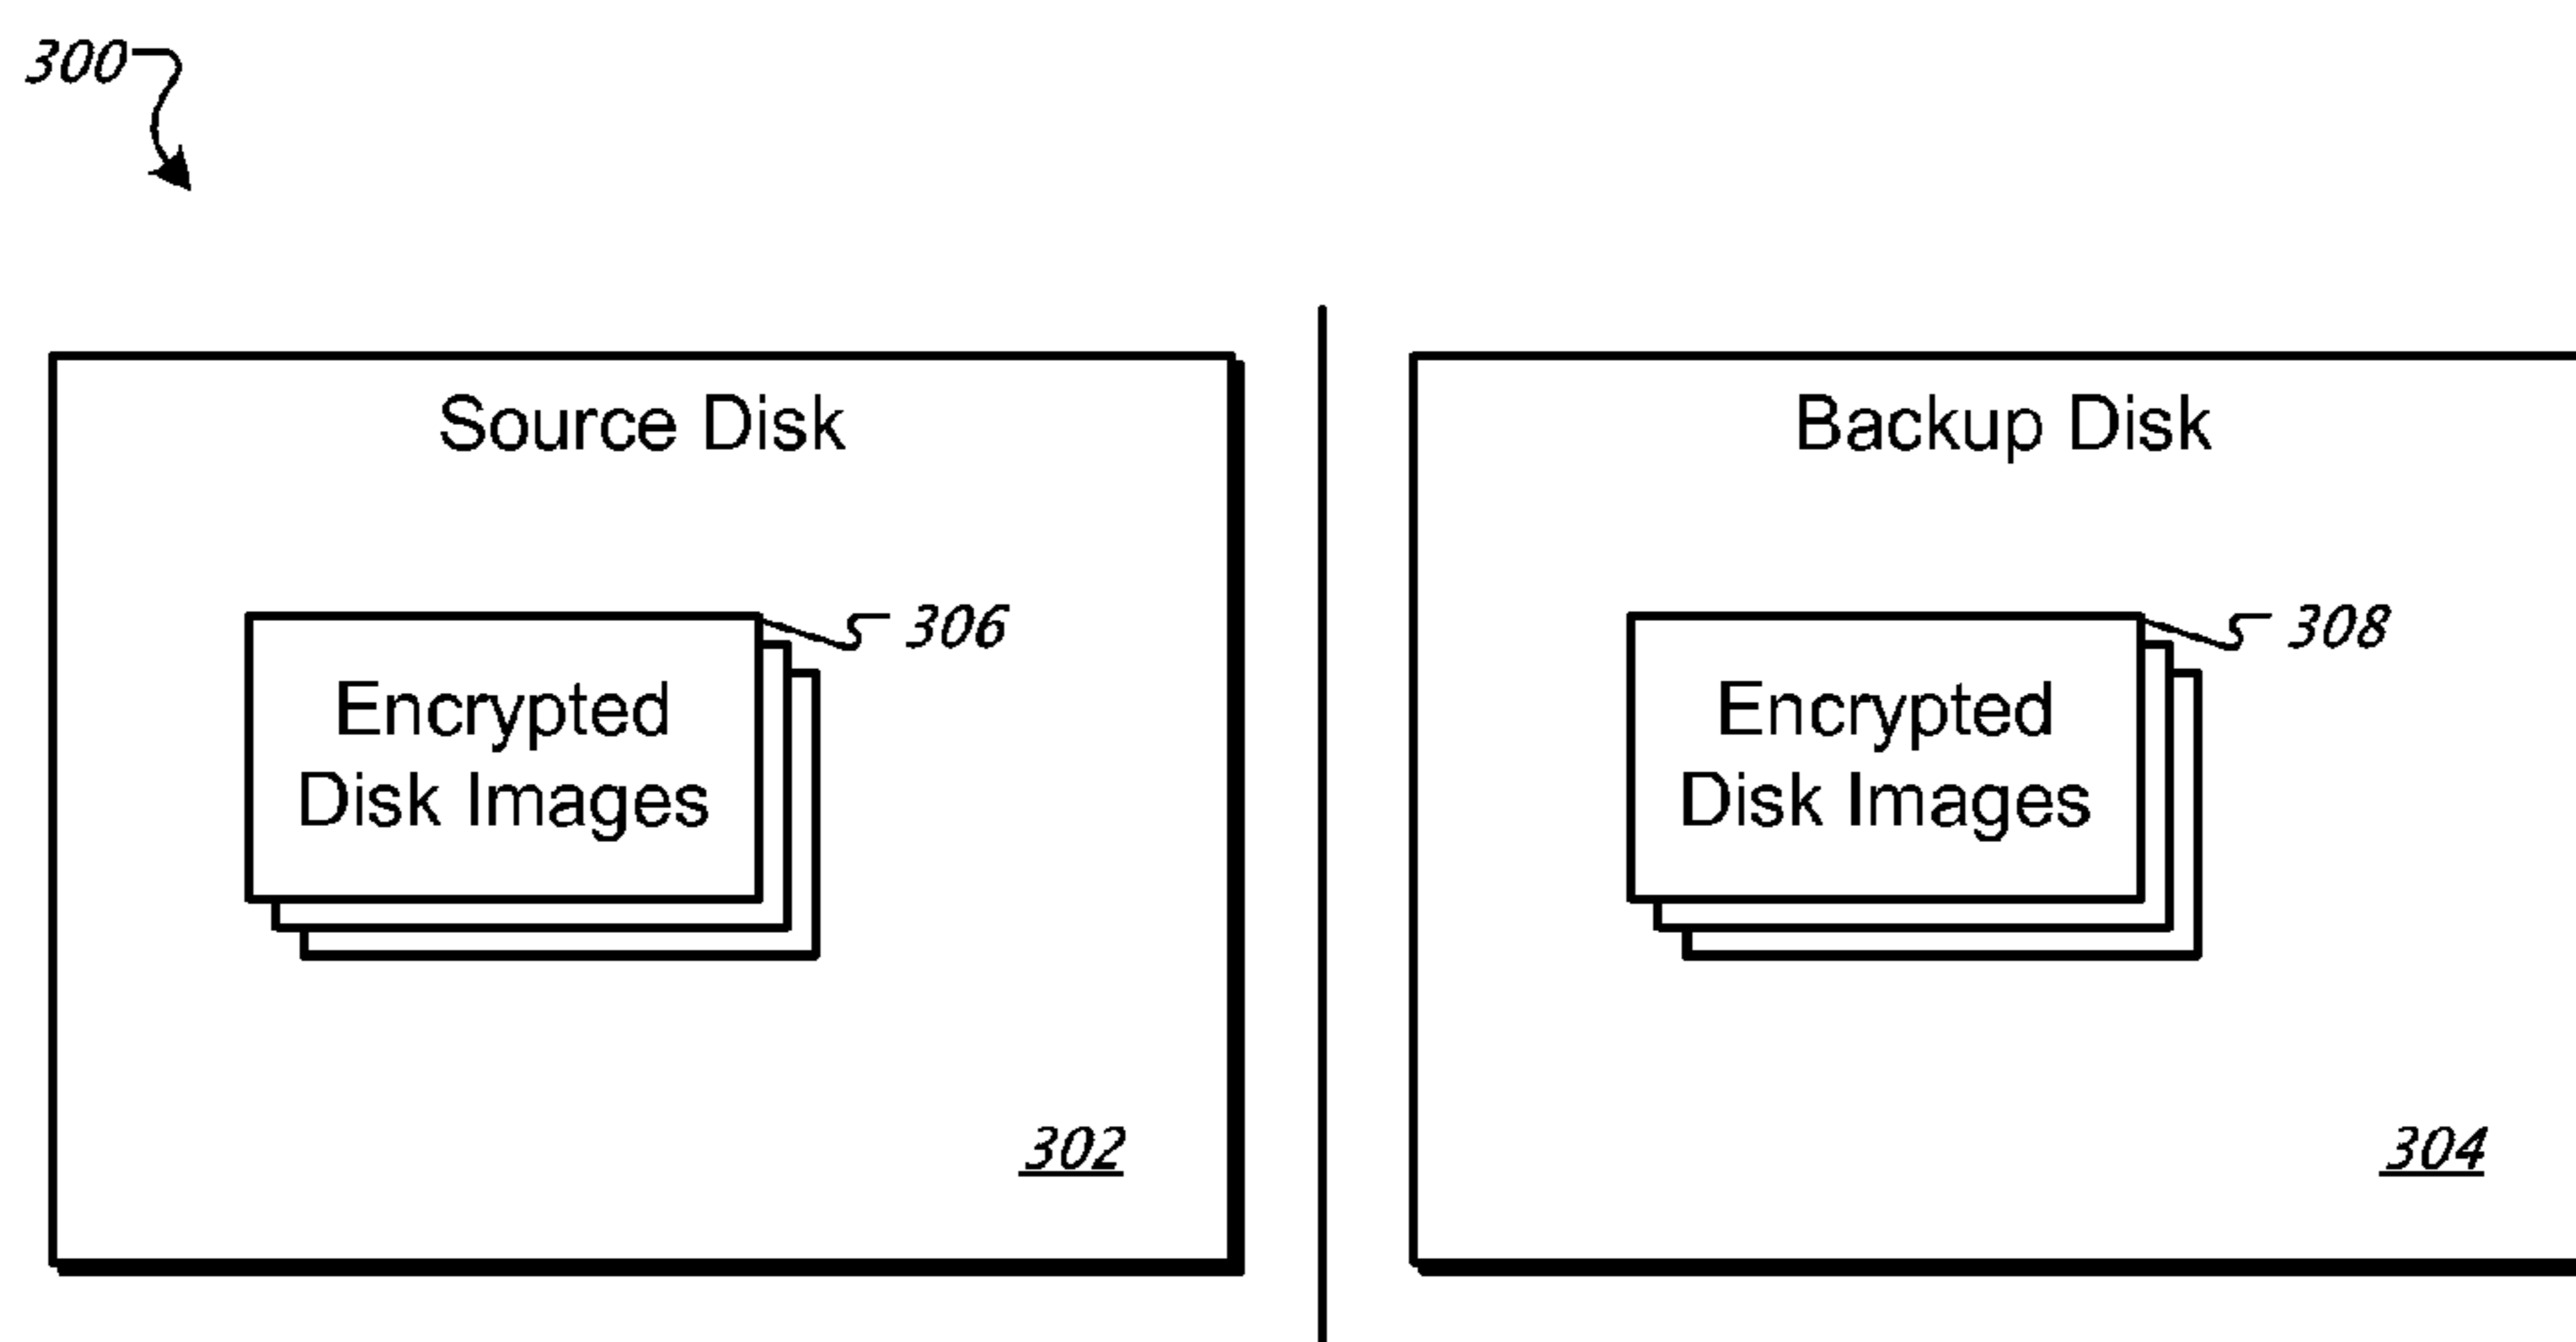 300
Source Disk
Encrypted
Disk Images
306
302
Backup Disk
Encrypted
Disk Images
308
304